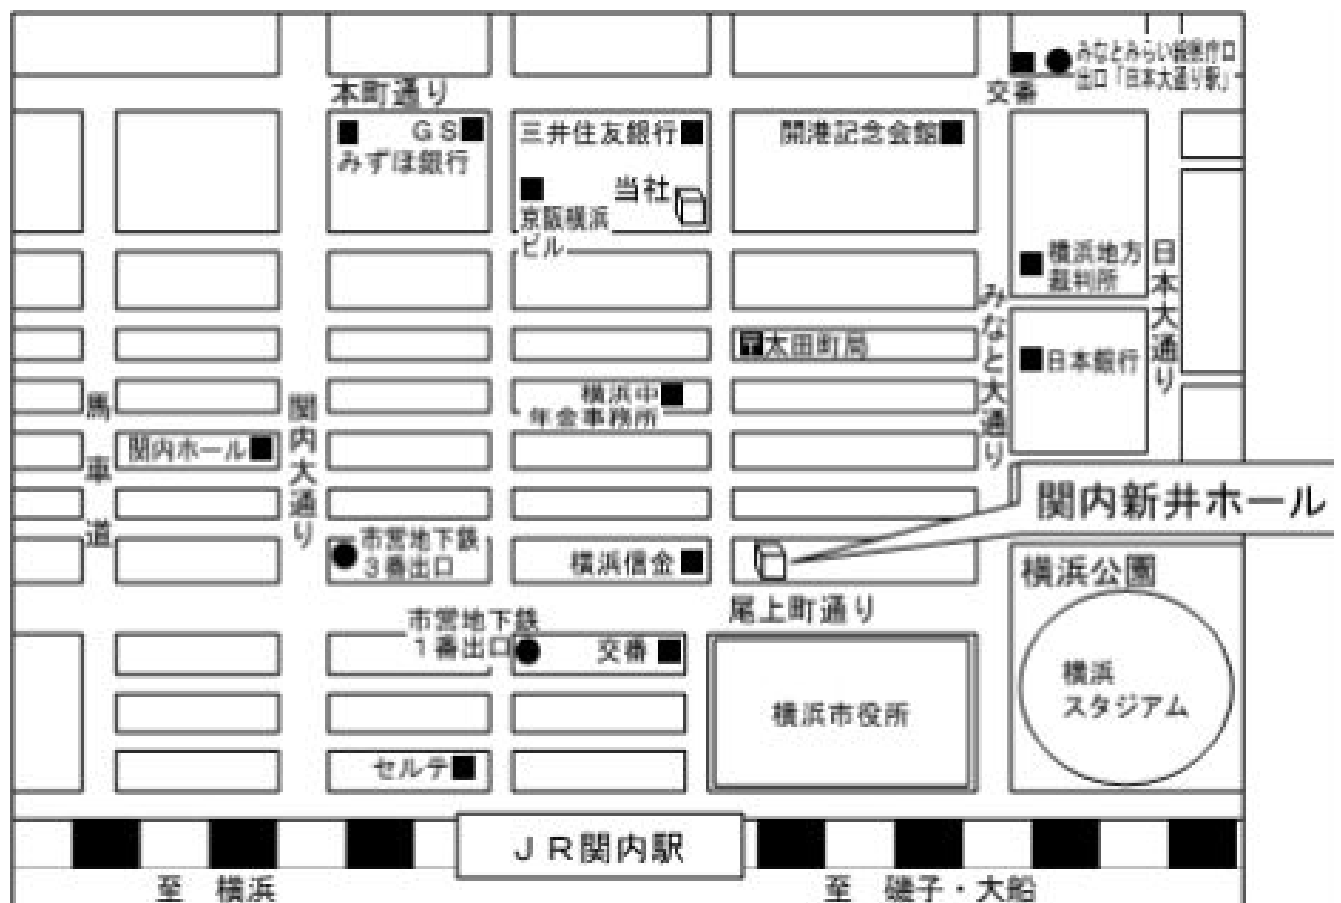 みなとみらい線県庁口
出口「日本大通り駅」
交番
本町通り
GS
みずほ銀行
三井住友銀行
当社
京阪横浜
ビル
開港記念会館
横浜地方
裁判所
日本大通り
みなと大通り
太田町局
日本銀行
横浜中
年金事務所
馬車道
関内大通り
関内ホール
関内新井ホール
市営地下鉄
3番出口
横浜信金
横浜公園
尾上町通り
市営地下鉄
1番出口
交番
横浜市役所
横浜
スタジアム
セルテ
JR関内駅
至 横浜
至 磯子・大船